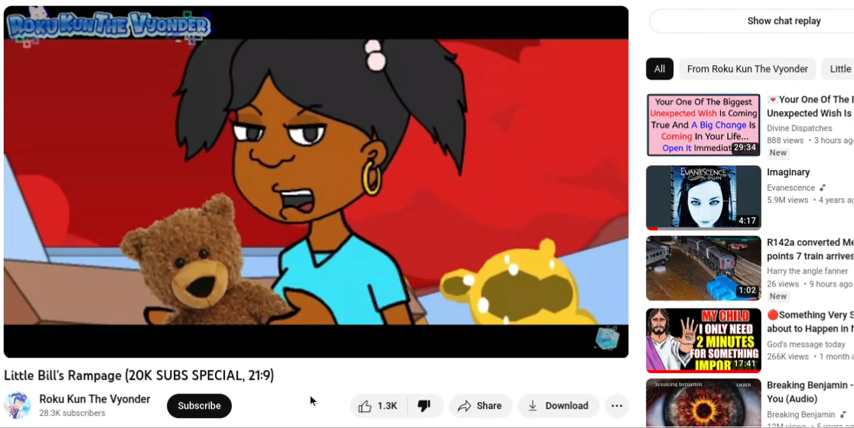 ROKU KUN THE VYONDER
Little Bill's Rampage (20K SUBS SPECIAL, 21:9)
Roku Kun The Vyonder
28.3K subscribers
Subscribe
1.3K
Share
Download
Show chat replay
All
From Roku Kun The Vyonder
Little
Your One Of The Biggest
Unexpected Wish Is Coming
True And A Big Change Is
Coming In Your Life...
Open It Immediat
29:34
Your One Of The
Unexpected Wish Is
Divine Dispatches
888 views • 3 hours ag
New
EVANESCENCE
4:17
Imaginary
Evanescence
5.9M views • 4 years ag
1:02
R142a converted Me
points 7 train arrives
Harry the angle fanner
26 views • 9 hours ago
New
MY CHILD
I ONLY NEED
2 MINUTES
FOR SOMETHING
IMPOR
17:41
Something Very S
about to Happen in
God's message today
266K views • 1 month a
breaking benjamin
Breaking Benjamin -
You (Audio)
Breaking Benjamin